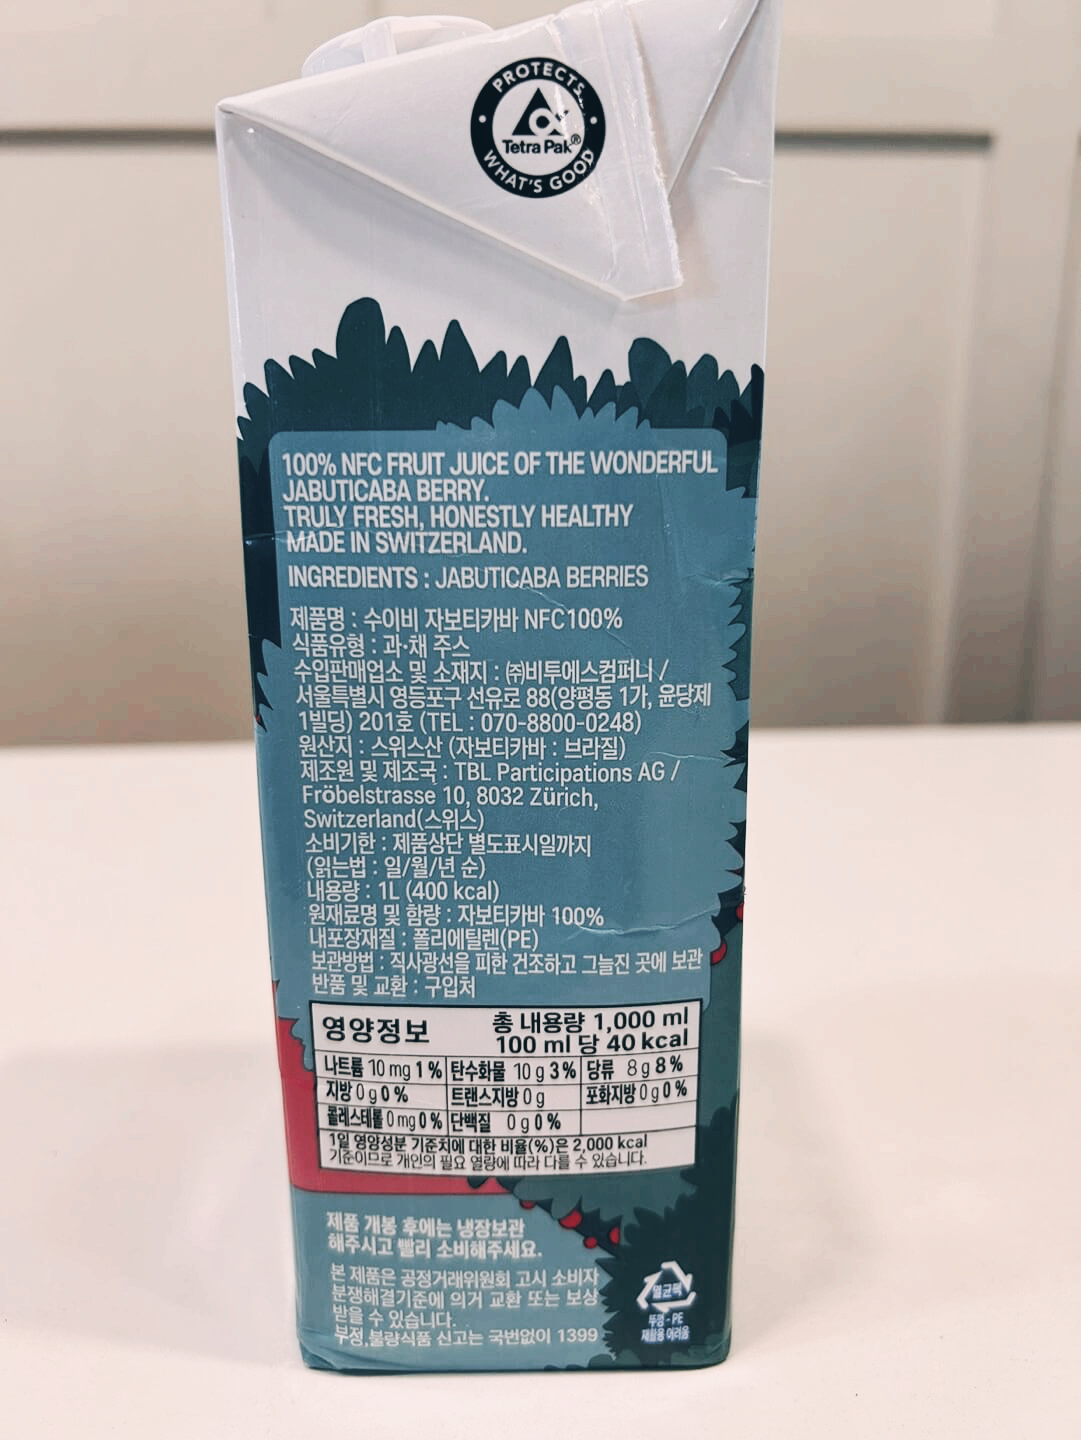 PROTECTS
Tetra Pak®
WHAT'S GOOD
100% NFC FRUIT JUICE OF THE WONDERFUL
JABUTICABA BERRY.
TRULY FRESH, HONESTLY HEALTHY
MADE IN SWITZERLAND.
INGREDIENTS : JABUTICABA BERRIES
제품명 : 수이비 자보티카바 NFC100%
식품유형 : 과·채 주스
수입판매업소 및 소재지 : ㈜비투에스컴퍼니 /
서울특별시 영등포구 선유로 88(양평동 1가, 윤당제
1빌딩) 201호 (TEL : 070-8800-0248)
원산지 : 스위스산 (자보티카바 : 브라질)
제조원 및 제조국 : TBL Participations AG /
Fröbelstrasse 10, 8032 Zürich,
Switzerland(스위스)
소비기한 : 제품상단 별도표시일까지
(읽는법 : 일/월/년 순)
내용량 : 1L (400 kcal)
원재료명 및 함량 : 자보티카바 100%
내포장재질 : 폴리에틸렌(PE)
보관방법 : 직사광선을 피한 건조하고 그늘진 곳에 보관
반품 및 교환 : 구입처
영양정보 총 내용량 1,000 ml
100 ml 당 40 kcal
나트륨 10 mg 1% 탄수화물 10 g 3% 당류 8 g 8%
지방 0 g 0% 트랜스지방 0 g 포화지방 0 g 0%
콜레스테롤 0 mg 0% 단백질 0 g 0%
1일 영양성분 기준치에 대한 비율(%)은 2,000 kcal
기준이므로 개인의 필요 열량에 따라 다를 수 있습니다.
제품 개봉 후에는 냉장보관
해주시고 빨리 소비해주세요.
본 제품은 공정거래위원회 고시 소비자
분쟁해결기준에 의거 교환 또는 보상
받을 수 있습니다.
부정,불량식품 신고는 국번없이 1399
멸균팩
뚜껑-PE
재활용 어려움